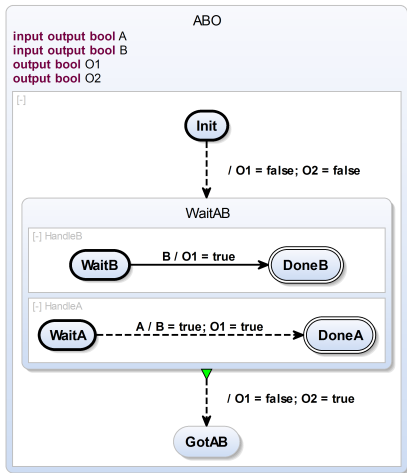 ABO
input output bool A
input output bool B
output bool O1
output bool O2
[-]
Init
/ O1 = false; O2 = false
WaitAB
[-] HandleB
WaitB
B / O1 = true
DoneB
[-] HandleA
WaitA
A / B = true; O1 = true
DoneA
/ O1 = false; O2 = true
GotAB